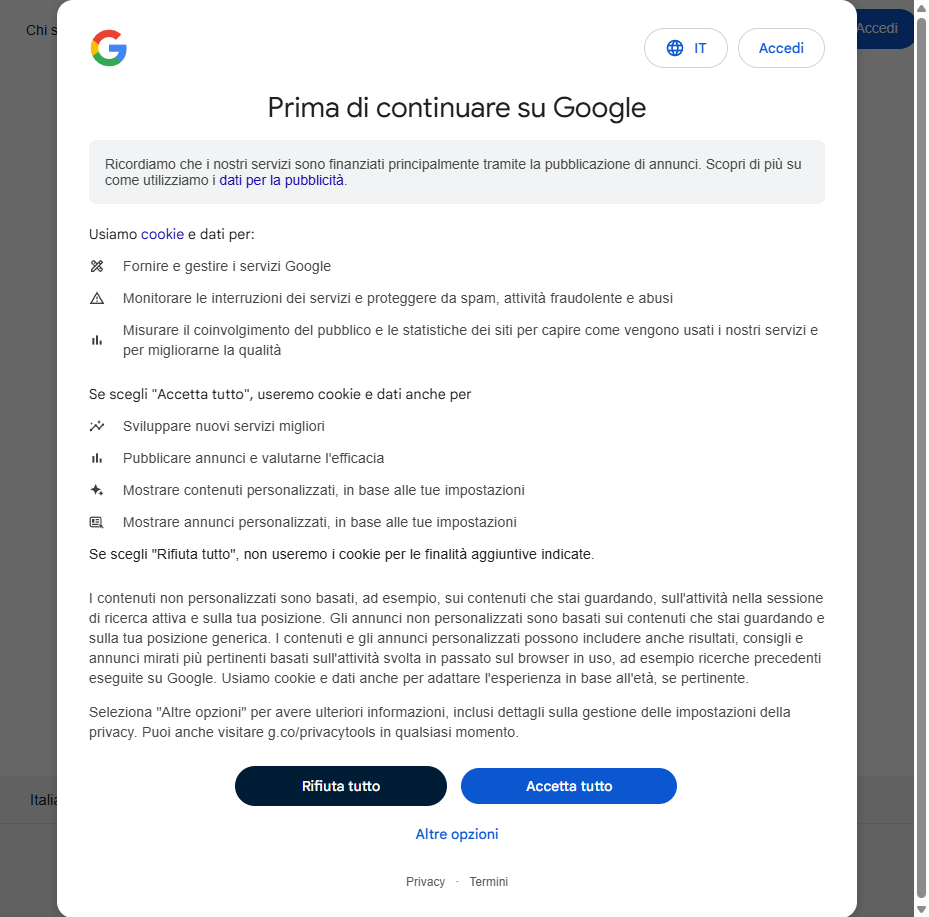 Chi s
IT
Accedi
Accedi
Prima di continuare su Google
Ricordiamo che i nostri servizi sono finanziati principalmente tramite la pubblicazione di annunci. Scopri di più su
come utilizziamo i dati per la pubblicità.
Usiamo cookie e dati per:
Fornire e gestire i servizi Google
Monitorare le interruzioni dei servizi e proteggere da spam, attività fraudolente e abusi
Misurare il coinvolgimento del pubblico e le statistiche dei siti per capire come vengono usati i nostri servizi e
per migliorarne la qualità
Se scegli "Accetta tutto", useremo cookie e dati anche per
Sviluppare nuovi servizi migliori
Pubblicare annunci e valutarne l'efficacia
Mostrare contenuti personalizzati, in base alle tue impostazioni
Mostrare annunci personalizzati, in base alle tue impostazioni
Se scegli "Rifiuta tutto", non useremo i cookie per le finalità aggiuntive indicate.
I contenuti non personalizzati sono basati, ad esempio, sui contenuti che stai guardando, sull'attività nella sessione
di ricerca attiva e sulla tua posizione. Gli annunci non personalizzati sono basati sui contenuti che stai guardando e
sulla tua posizione generica. I contenuti e gli annunci personalizzati possono includere anche risultati, consigli e
annunci mirati più pertinenti basati sull'attività svolta in passato sul browser in uso, ad esempio ricerche precedenti
eseguite su Google. Usiamo cookie e dati anche per adattare l'esperienza in base all'età, se pertinente.
Seleziona "Altre opzioni" per avere ulteriori informazioni, inclusi dettagli sulla gestione delle impostazioni della
privacy. Puoi anche visitare g.co/privacytools in qualsiasi momento.
Rifiuta tutto
Accetta tutto
Italia
Altre opzioni
Privacy · Termini